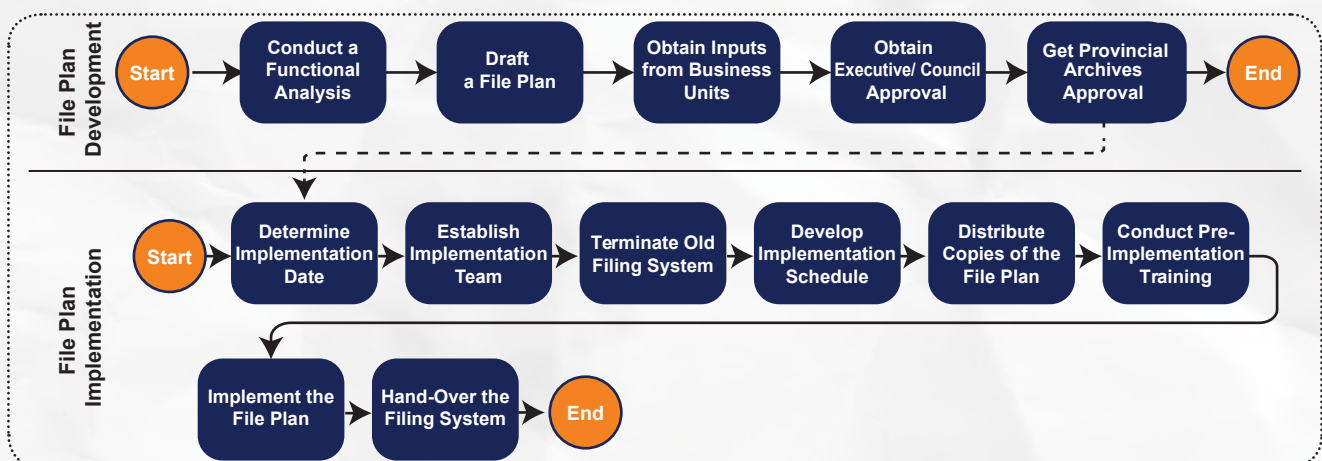 File Plan
Development
Start
Conduct a
Functional
Analysis
Draft
a File Plan
Obtain Inputs
from Business
Units
Obtain
Executive/ Council
Approval
Get Provincial
Archives
Approval
End
File Plan
Implementation
Start
Determine
Implementation
Date
Establish
Implementation
Team
Terminate Old
Filing System
Develop
Implementation
Schedule
Distribute
Copies of the
File Plan
Conduct Pre-
Implementation
Training
Implement the
File Plan
Hand-Over the
Filing System
End